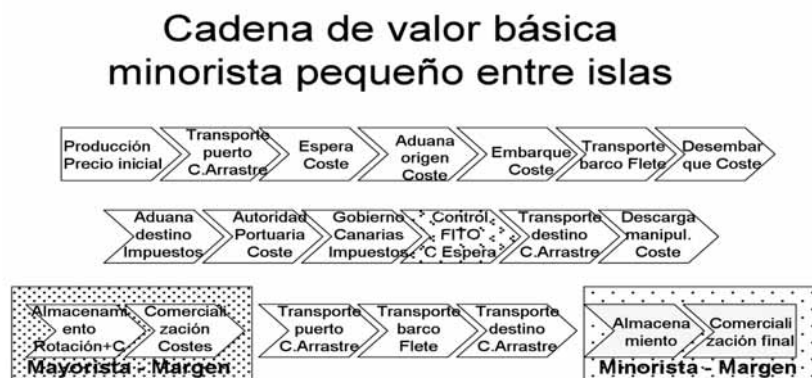 Cadena de valor básica
minorista pequeño entre islas
Producción
Precio inicial
Transporte
puerto
C.Arrastre
Espera
Coste
Aduana
origen
Coste
Embarque
Coste
Transporte
barco Flete
Desembar
que Coste
Aduana
destino
Impuestos
Autoridad
Portuaria
Coste
Gobierno
Canarias
Impuestos
Control
FITO
C Espera
Transporte
destino
C.Arrastre
Descarga
manipul.
Coste
Almacenami
ento
Rotación+C
Comerciali
zación
Costes
Mayorista - Margen
Transporte
puerto
C.Arrastre
Transporte
barco
Flete
Transporte
destino
C.Arrastre
Almacena
miento
Comerciali
zación final
Minorista - Margen